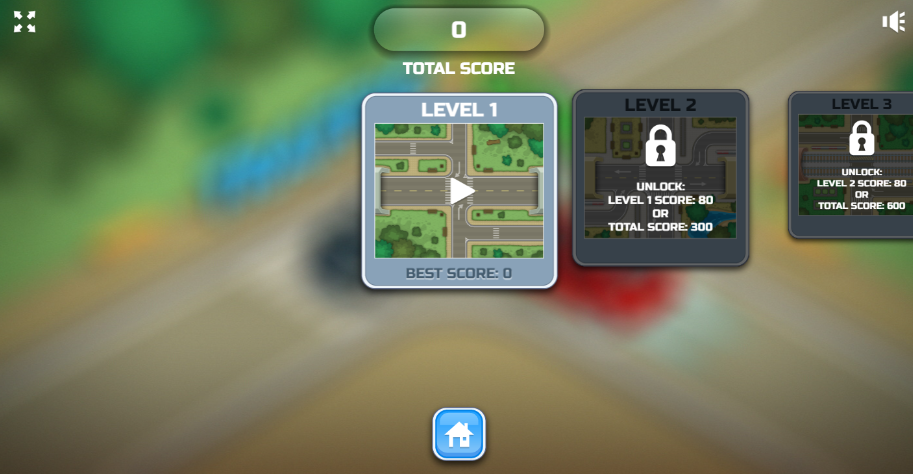 0
TOTAL SCORE
LEVEL 1
BEST SCORE: 0
LEVEL 2
UNLOCK:
LEVEL 1 SCORE: 80
OR
TOTAL SCORE: 300
LEVEL 3
UNLOCK:
LEVEL 2 SCORE: 80
OR
TOTAL SCORE: 600